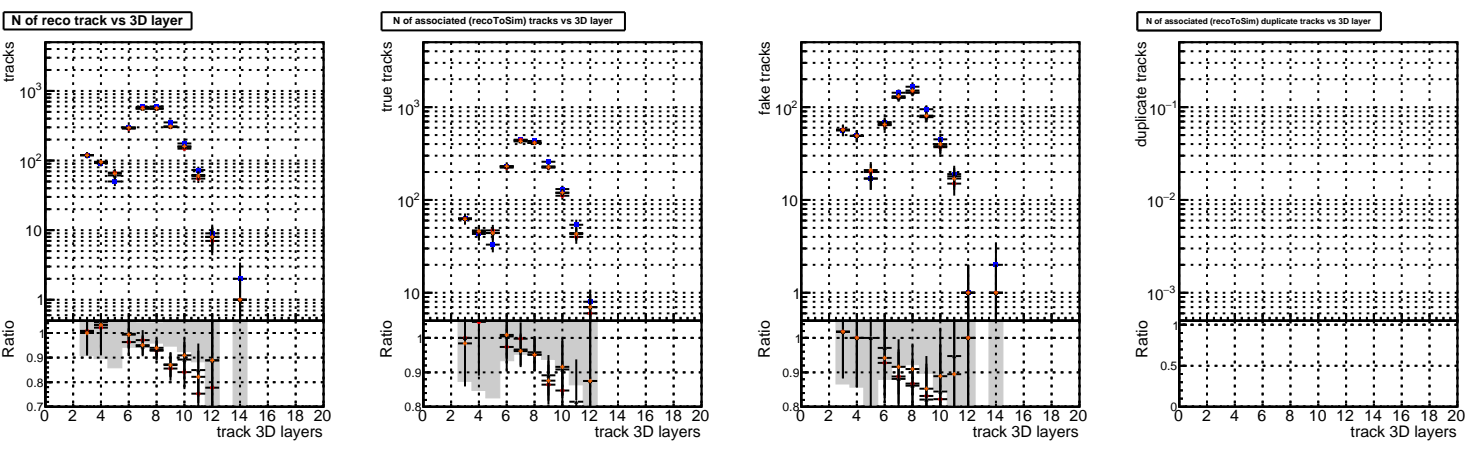 N of reco track vs 3D layer
tracks
10³
10²
10
1
Ratio
1
0.9
0.8
0.7
0 2 4 6 8 10 12 14 16 18 20
track 3D layers
N of associated (recoToSim) tracks vs 3D layer
true tracks
10³
10²
10
Ratio
1
0.9
0.8
0 2 4 6 8 10 12 14 16 18 20
track 3D layers
fake tracks
10²
10
1
Ratio
1
0.9
0.8
0 2 4 6 8 10 12 14 16 18 20
track 3D layers
N of associated (recoToSim) duplicate tracks vs 3D layer
duplicate tracks
10⁻¹
10⁻²
10⁻³
Ratio
1
0.5
0
0 2 4 6 8 10 12 14 16 18 20
track 3D layers